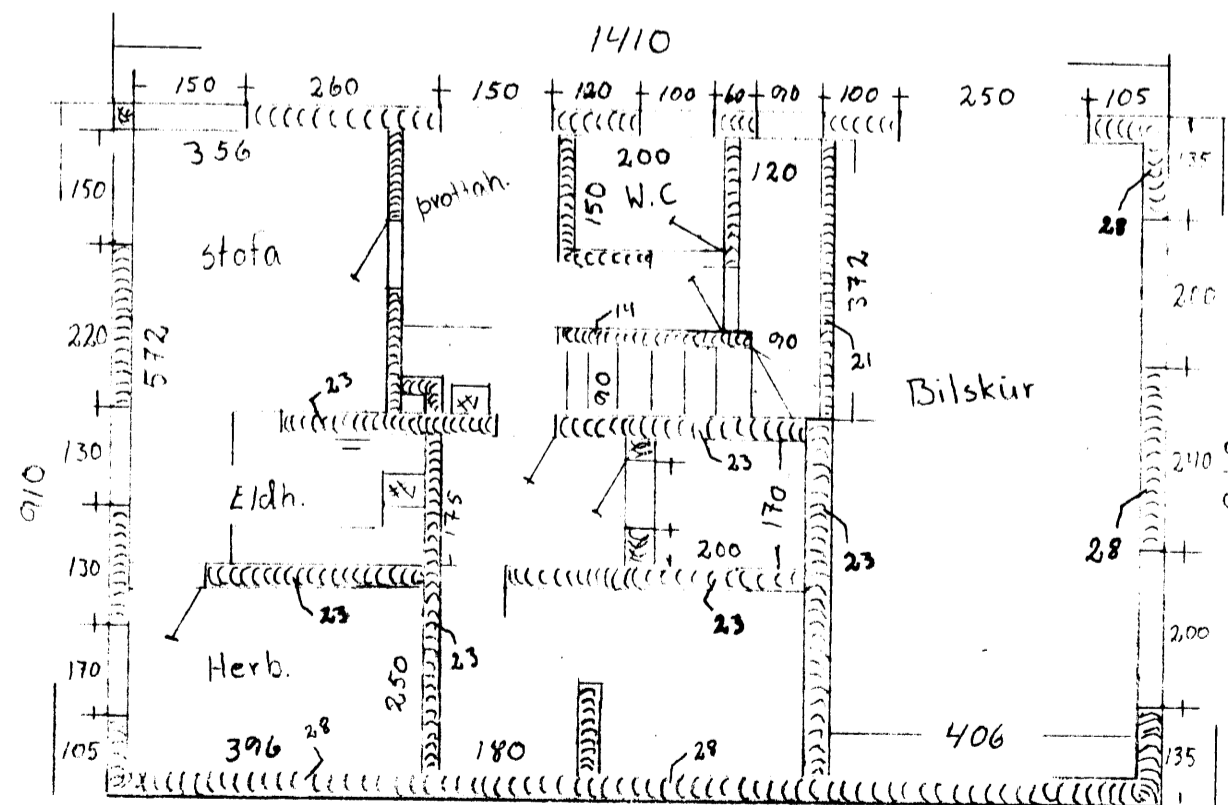 1410
150 260 150 120 100 60 90 100 250 105
356 200 120 135
150 150 W.C 28
stofa 372 200
220 572 14 90 21
23 90 Bilskúr
130 23 240
910 Eldh. 175 170
28
130 200 23
23 23
23 200
170 Herb. 250
105 396 28 180 28 406 135